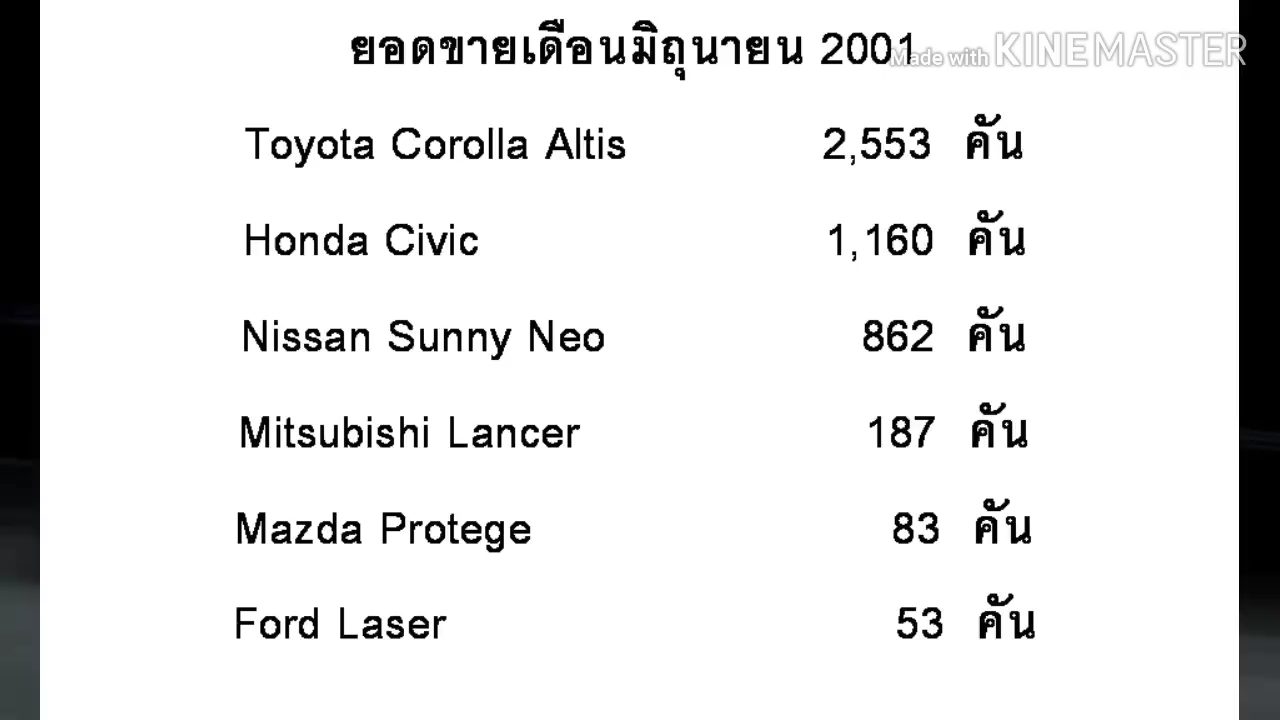 ยอดขายเดือนมิถุนายน 2001
Made with KINEMASTER
Toyota Corolla Altis 2,553 คัน
Honda Civic 1,160 คัน
Nissan Sunny Neo 862 คัน
Mitsubishi Lancer 187 คัน
Mazda Protege 83 คัน
Ford Laser 53 คัน